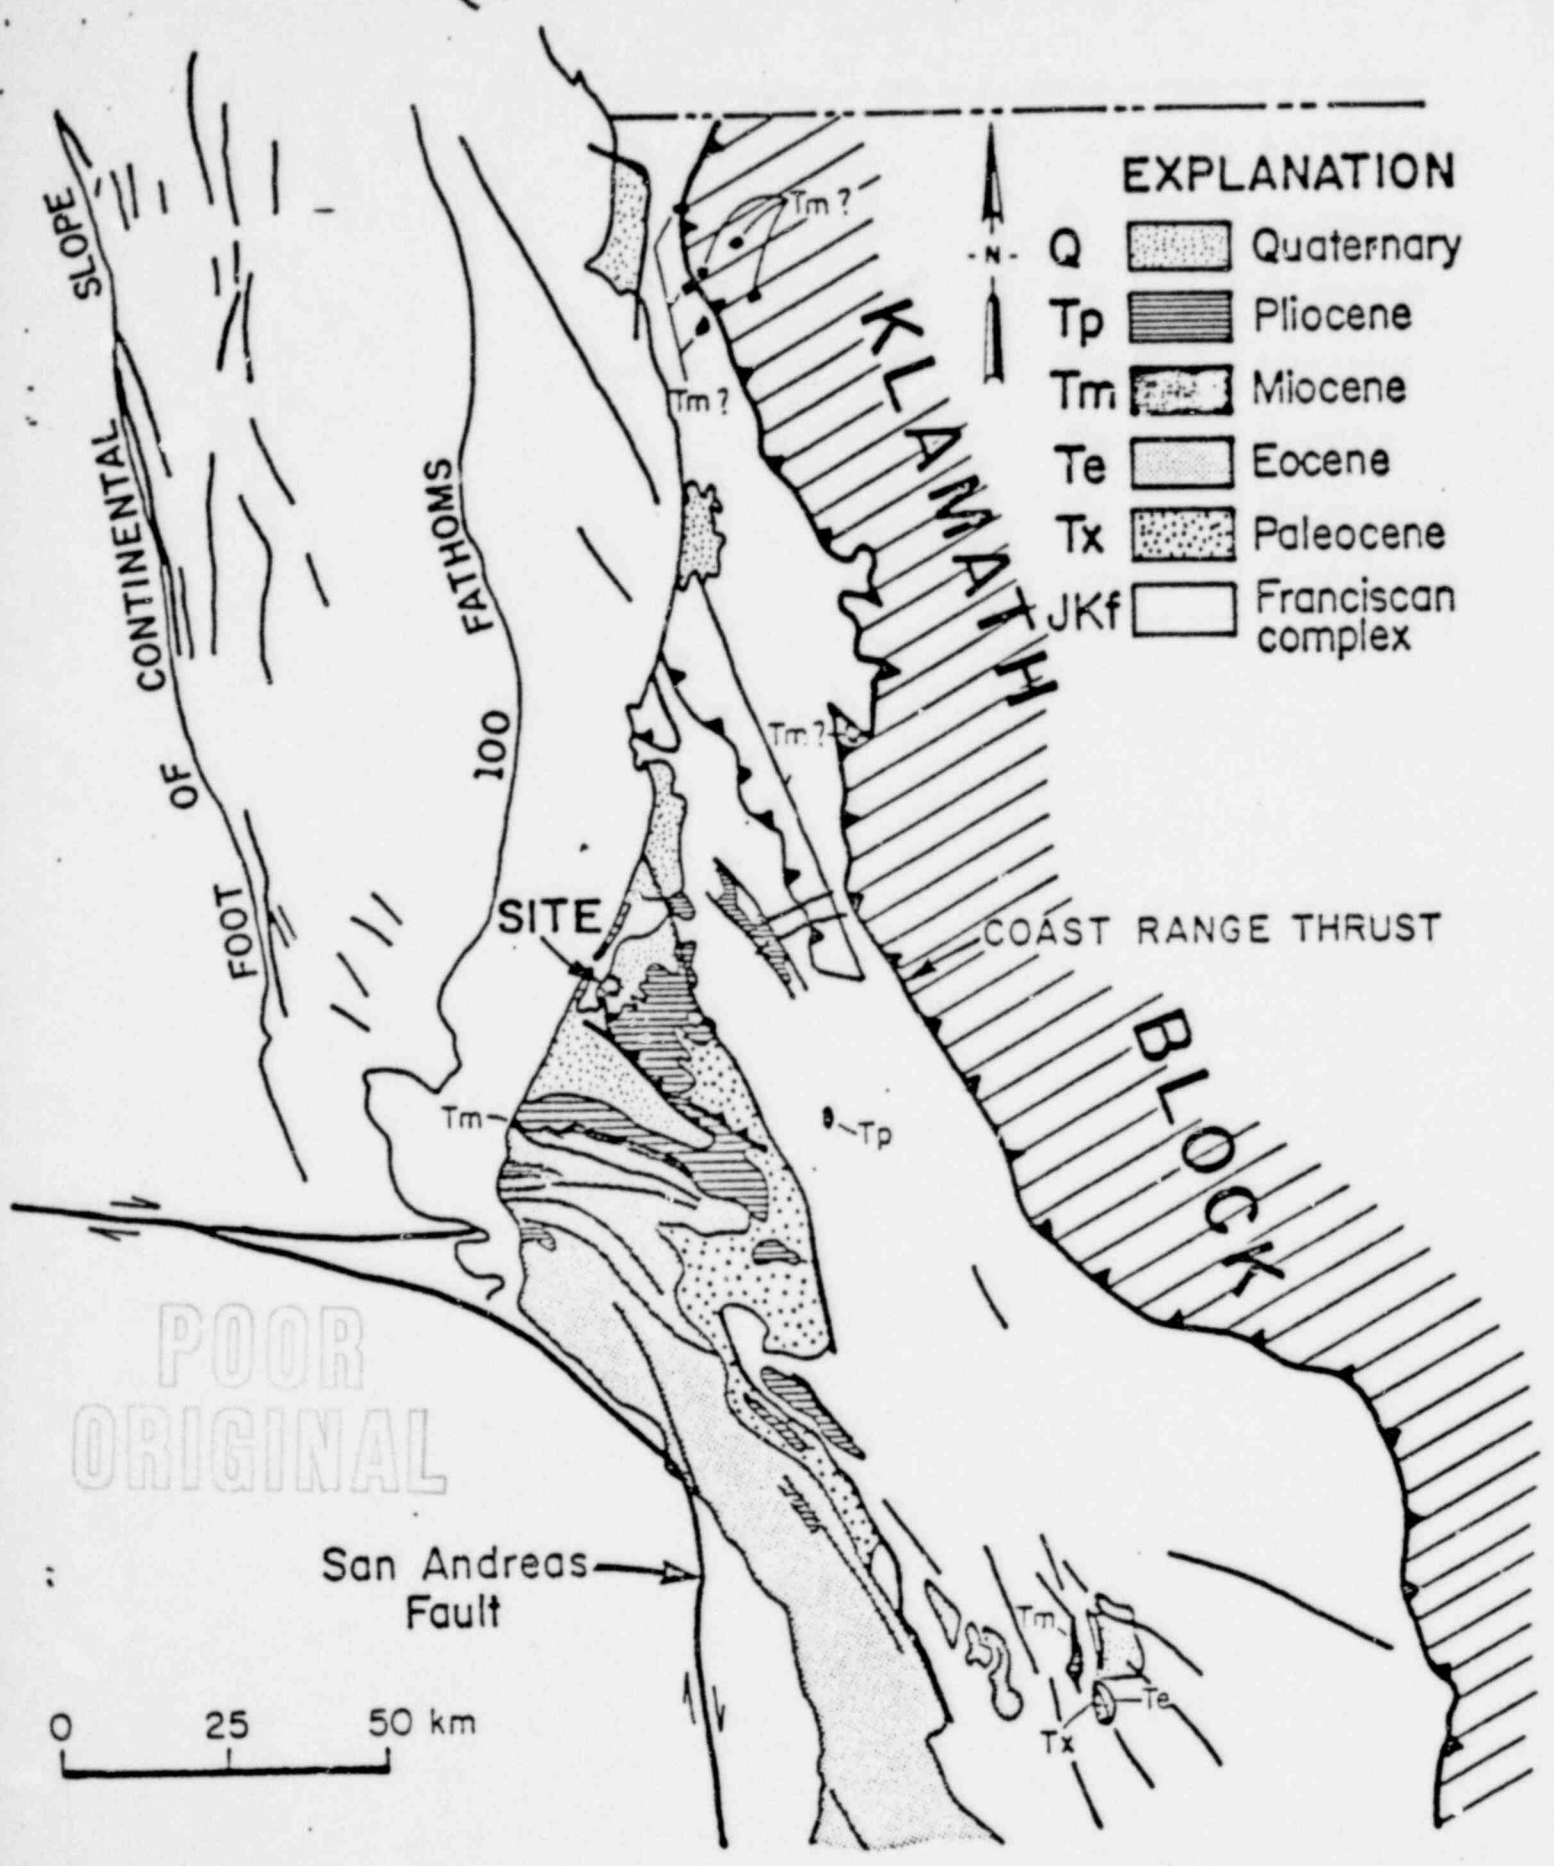 EXPLANATION
Q Quaternary
Tp Pliocene
Tm Miocene
Te Eocene
Tx Paleocene
JKf Franciscan
complex
- N -
Tm ?
Tm ?
Tm ?
KLAMATH
BLOCK
FOOT OF CONTINENTAL SLOPE
100 FATHOMS
SITE
COAST RANGE THRUST
Tm
Tp
POOR
ORIGINAL
San Andreas
Fault
Tm
Te
Tx
0 25 50 km